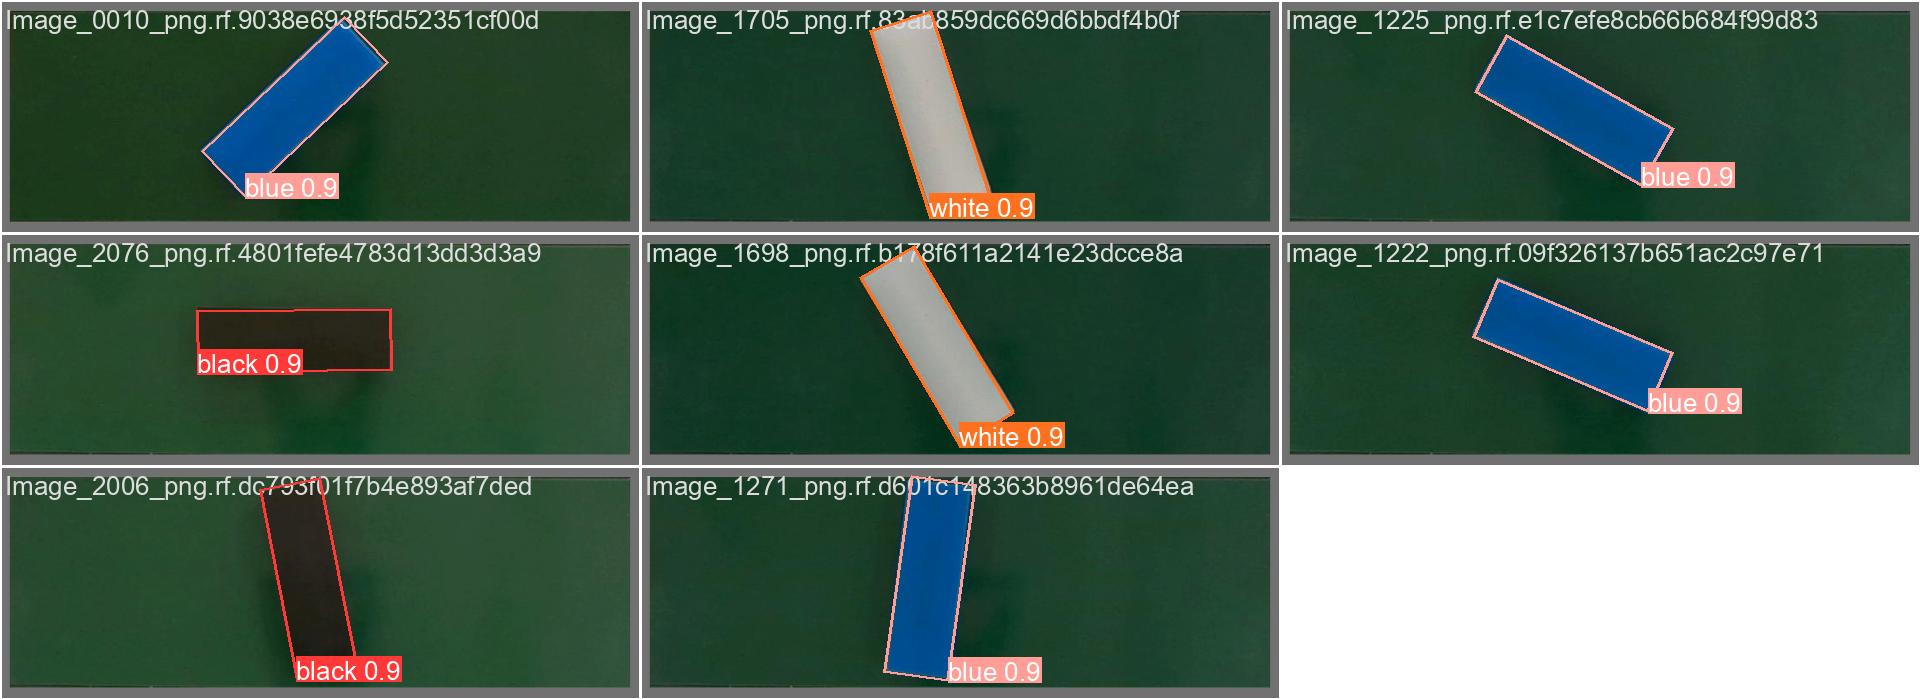 Image_0010_png.rf.9038e6938f5d52351cf00d
blue 0.9
Image_1705_png.rf.83ab859dc669d6bbdf4b0f
white 0.9
Image_1225_png.rf.e1c7efe8cb66b684f99d83
blue 0.9
Image_2076_png.rf.4801fefe4783d13dd3d3a9
black 0.9
Image_1698_png.rf.b178f611a2141e23dcce8a
white 0.9
Image_1222_png.rf.09f326137b651ac2c97e71
blue 0.9
Image_2006_png.rf.dc793f01f7b4e893af7ded
black 0.9
Image_1271_png.rf.d601c148363b8961de64ea
blue 0.9